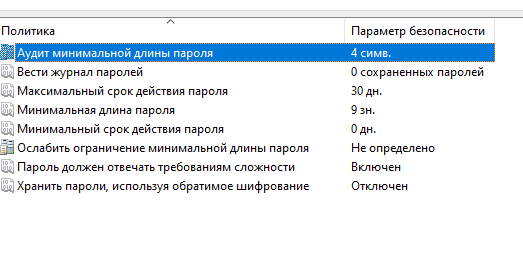 Политика Параметр безопасности
Аудит минимальной длины пароля 4 симв.
Вести журнал паролей 0 сохраненных паролей
Максимальный срок действия пароля 30 дн.
Минимальная длина пароля 9 зн.
Минимальный срок действия пароля 0 дн.
Ослабить ограничение минимальной длины пароля Не определено
Пароль должен отвечать требованиям сложности Включен
Хранить пароли, используя обратимое шифрование Отключен